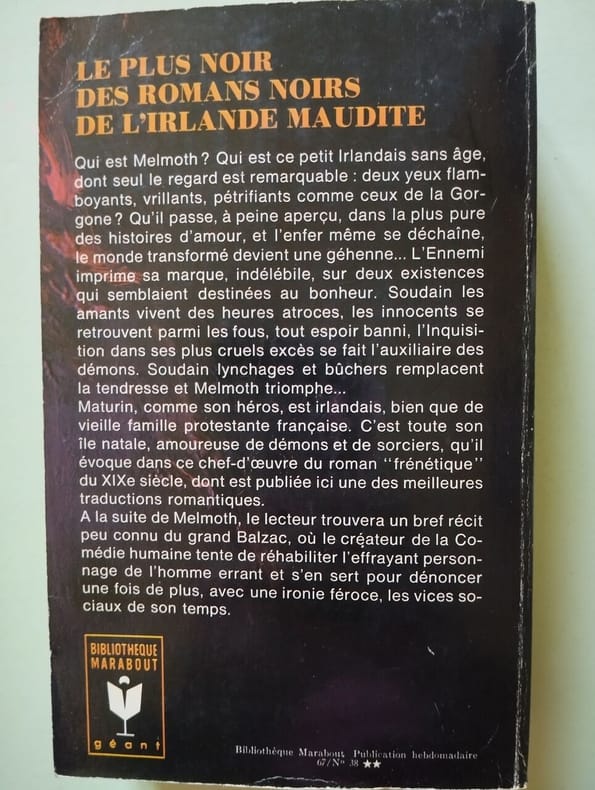 LE PLUS NOIR
DES ROMANS NOIRS
DE L'IRLANDE MAUDITE
Qui est Melmoth ? Qui est ce petit Irlandais sans âge,
dont seul le regard est remarquable : deux yeux flam-
boyants, vrillants, pétrifiants comme ceux de la Gor-
gone ? Qu'il passe, à peine aperçu, dans la plus pure
des histoires d'amour, et l'enfer même se déchaîne,
le monde transformé devient une géhenne... L'Ennemi
imprime sa marque, indélébile, sur deux existences
qui semblaient destinées au bonheur. Soudain les
amants vivent des heures atroces, les innocents se
retrouvent parmi les fous, tout espoir banni, l'Inquisi-
tion dans ses plus cruels excès se fait l'auxiliaire des
démons. Soudain lynchages et bûchers remplacent
la tendresse et Melmoth triomphe...
Maturin, comme son héros, est irlandais, bien que de
vieille famille protestante française. C'est toute son
île natale, amoureuse de démons et de sorciers, qu'il
évoque dans ce chef-d'œuvre du roman "frénétique"
du XIXe siècle, dont est publiée ici une des meilleures
traductions romantiques.
A la suite de Melmoth, le lecteur trouvera un bref récit
peu connu du grand Balzac, où le créateur de la Co-
médie humaine tente de réhabiliter l'effrayant person-
nage de l'homme errant et s'en sert pour dénoncer
une fois de plus, avec une ironie féroce, les vices so-
ciaux de son temps.
BIBLIOTHEQUE
MARABOUT
géant
Bibliothèque Marabout Publication hebdomadaire
67/N° 38 ★★